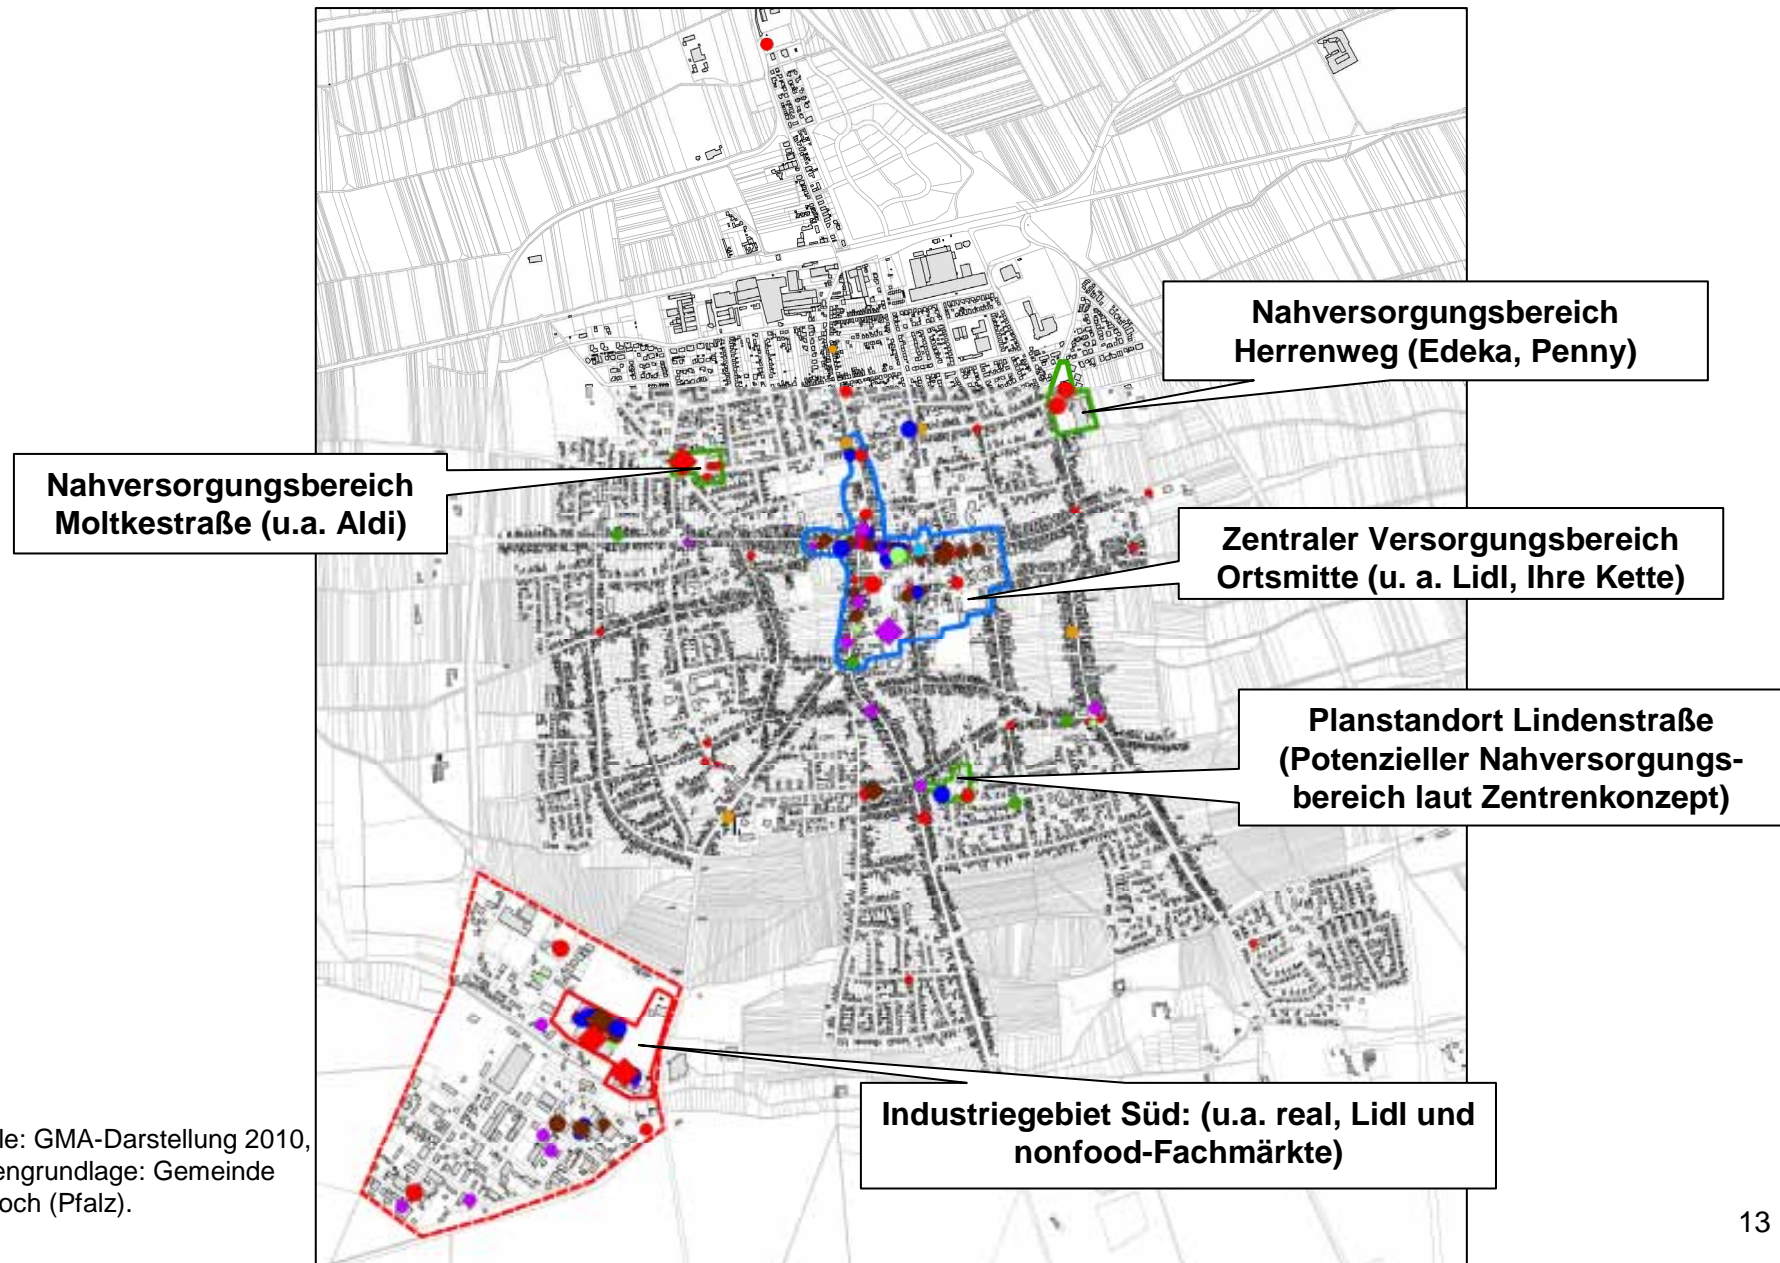 Nahversorgungsbereich
Herrenweg (Edeka, Penny)
Nahversorgungsbereich
Moltkestraße (u.a. Aldi)
Zentraler Versorgungsbereich
Ortsmitte (u. a. Lidl, Ihre Kette)
Planstandort Lindenstraße
(Potenzieller Nahversorgungs-
bereich laut Zentrenkonzept)
Industriegebiet Süd: (u.a. real, Lidl und
nonfood-Fachmärkte)
le: GMA-Darstellung 2010,
engrundlage: Gemeinde
och (Pfalz).
13